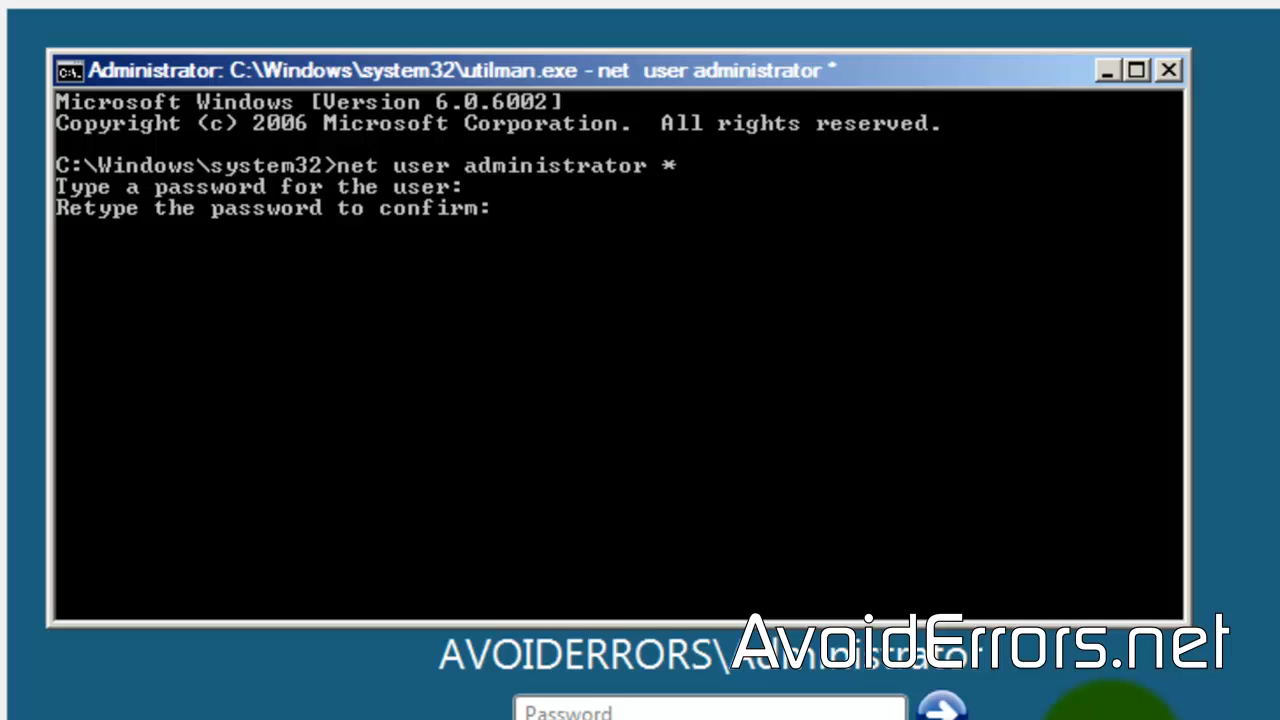 Administrator: C:\Windows\system32\utilman.exe - net  user administrator *
Microsoft Windows [Version 6.0.6002]
Copyright (c) 2006 Microsoft Corporation.  All rights reserved.
C:\Windows\system32>net user administrator *
Type a password for the user:
Retype the password to confirm:
AVOIDERRORS\Administrator
AvoidErrors.net
Password